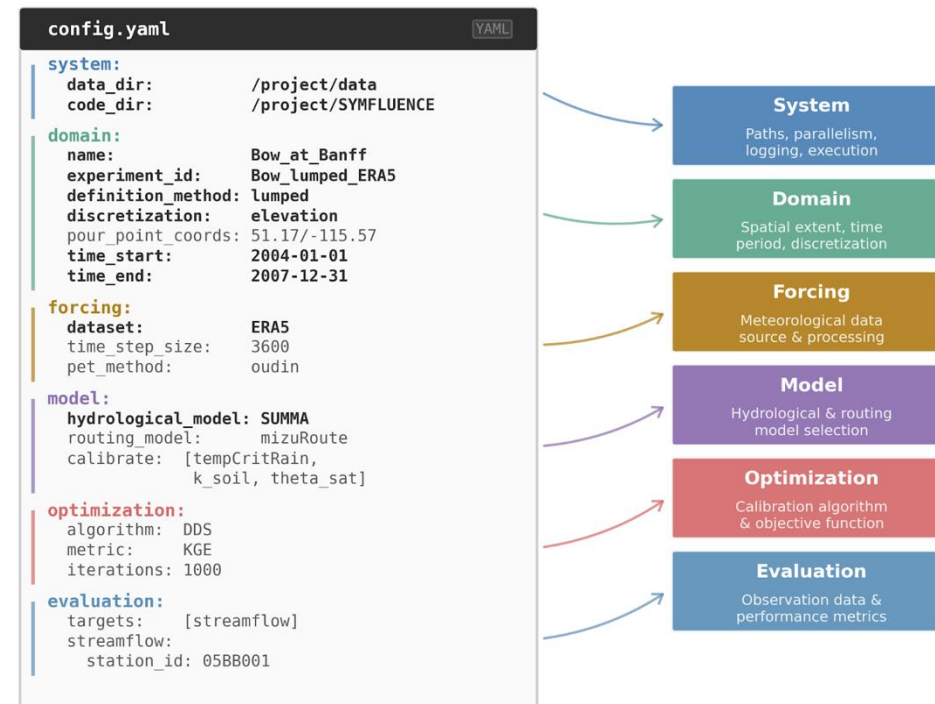 config.yaml
YAML
system:
data_dir: /project/data
code_dir: /project/SYMFLUENCE
domain:
name: Bow_at_Banff
experiment_id: Bow_lumped_ERA5
definition_method: lumped
discretization: elevation
pour_point_coords: 51.17/-115.57
time_start: 2004-01-01
time_end: 2007-12-31
forcing:
dataset: ERA5
time_step_size: 3600
pet_method: oudin
model:
hydrological_model: SUMMA
routing_model: mizuRoute
calibrate: [tempCritRain,
k_soil, theta_sat]
optimization:
algorithm: DDS
metric: KGE
iterations: 1000
evaluation:
targets: [streamflow]
streamflow:
station_id: 05BB001
System
Paths, parallelism,
logging, execution
Domain
Spatial extent, time
period, discretization
Forcing
Meteorological data
source & processing
Model
Hydrological & routing
model selection
Optimization
Calibration algorithm
& objective function
Evaluation
Observation data &
performance metrics